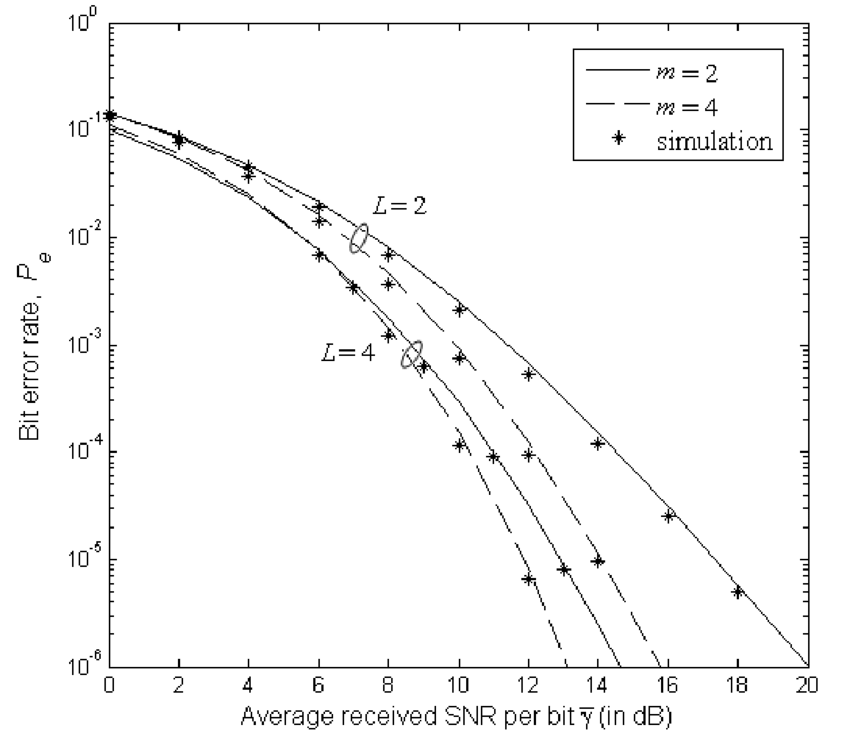 10^0
10^-1
10^-2
10^-3
10^-4
10^-5
10^-6
Bit error rate, P_e
m = 2
m = 4
simulation
L = 2
L = 4
0 2 4 6 8 10 12 14 16 18 20
Average received SNR per bit γ̅ (in dB)